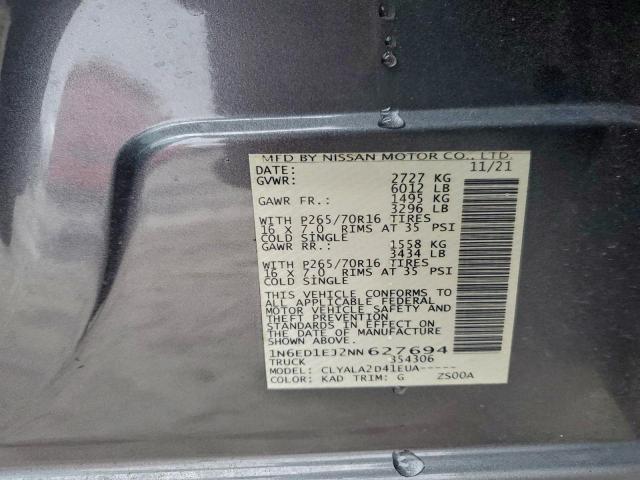 MFD BY NISSAN MOTOR CO., LTD.
DATE: 11/21
GVWR: 2727 KG
6012 LB
GAWR FR.: 1495 KG
3296 LB
WITH P265/70R16 TIRES
16 X 7.0 RIMS AT 35 PSI
COLD SINGLE
GAWR RR.: 1558 KG
3434 LB
WITH P265/70R16 TIRES
16 X 7.0 RIMS AT 35 PSI
COLD SINGLE
THIS VEHICLE CONFORMS TO
ALL APPLICABLE FEDERAL
MOTOR VEHICLE SAFETY AND
THEFT PREVENTION
STANDARDS IN EFFECT ON
THE DATE OF MANUFACTURE
SHOWN ABOVE.
1N6ED1EJ2NN627694
TRUCK 354306
MODEL: CLYALA2D41EUA-----
COLOR: KAD TRIM: G ZS00A